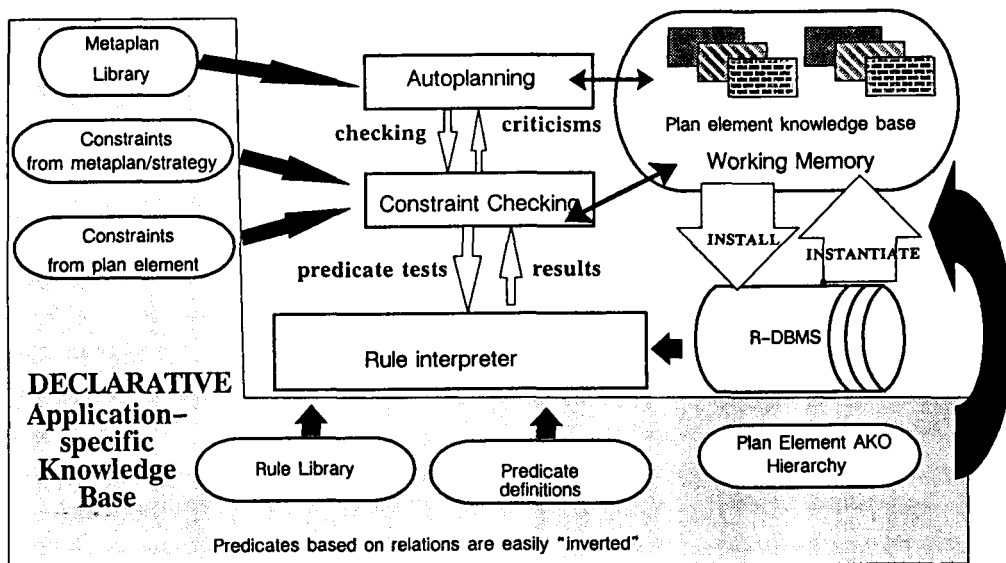 Metaplan
Library
Autoplanning
checking
criticisms
Plan element knowledge base
Working Memory
Constraints
from metaplan/strategy
Constraint Checking
Constraints
from plan element
INSTALL
INSTANTIATE
predicate tests
results
R-DBMS
Rule interpreter
DECLARATIVE
Application-
specific
Knowledge
Base
Rule Library
Predicate
definitions
Plan Element AKO
Hierarchy
Predicates based on relations are easily "inverted"